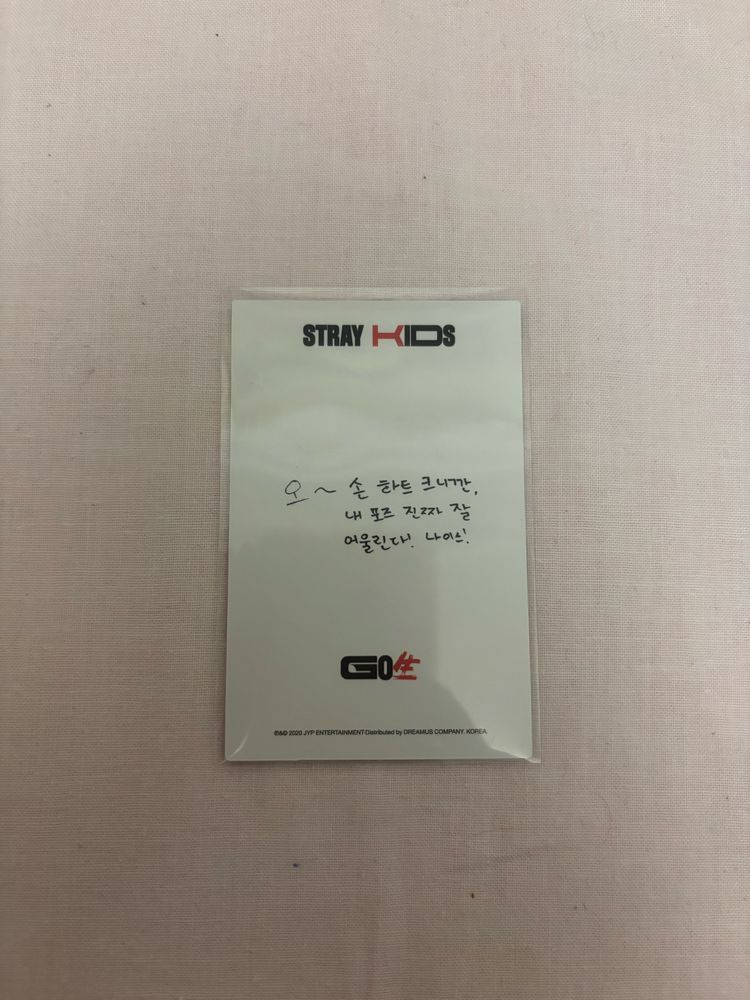 STRAY KIDS
오~ 손 하트 크니깐,
내 포즈 진짜 잘
어울린다! 나이스!
GO生
℗&© 2020 JYP ENTERTAINMENT Distributed by DREAMUS COMPANY. KOREA.